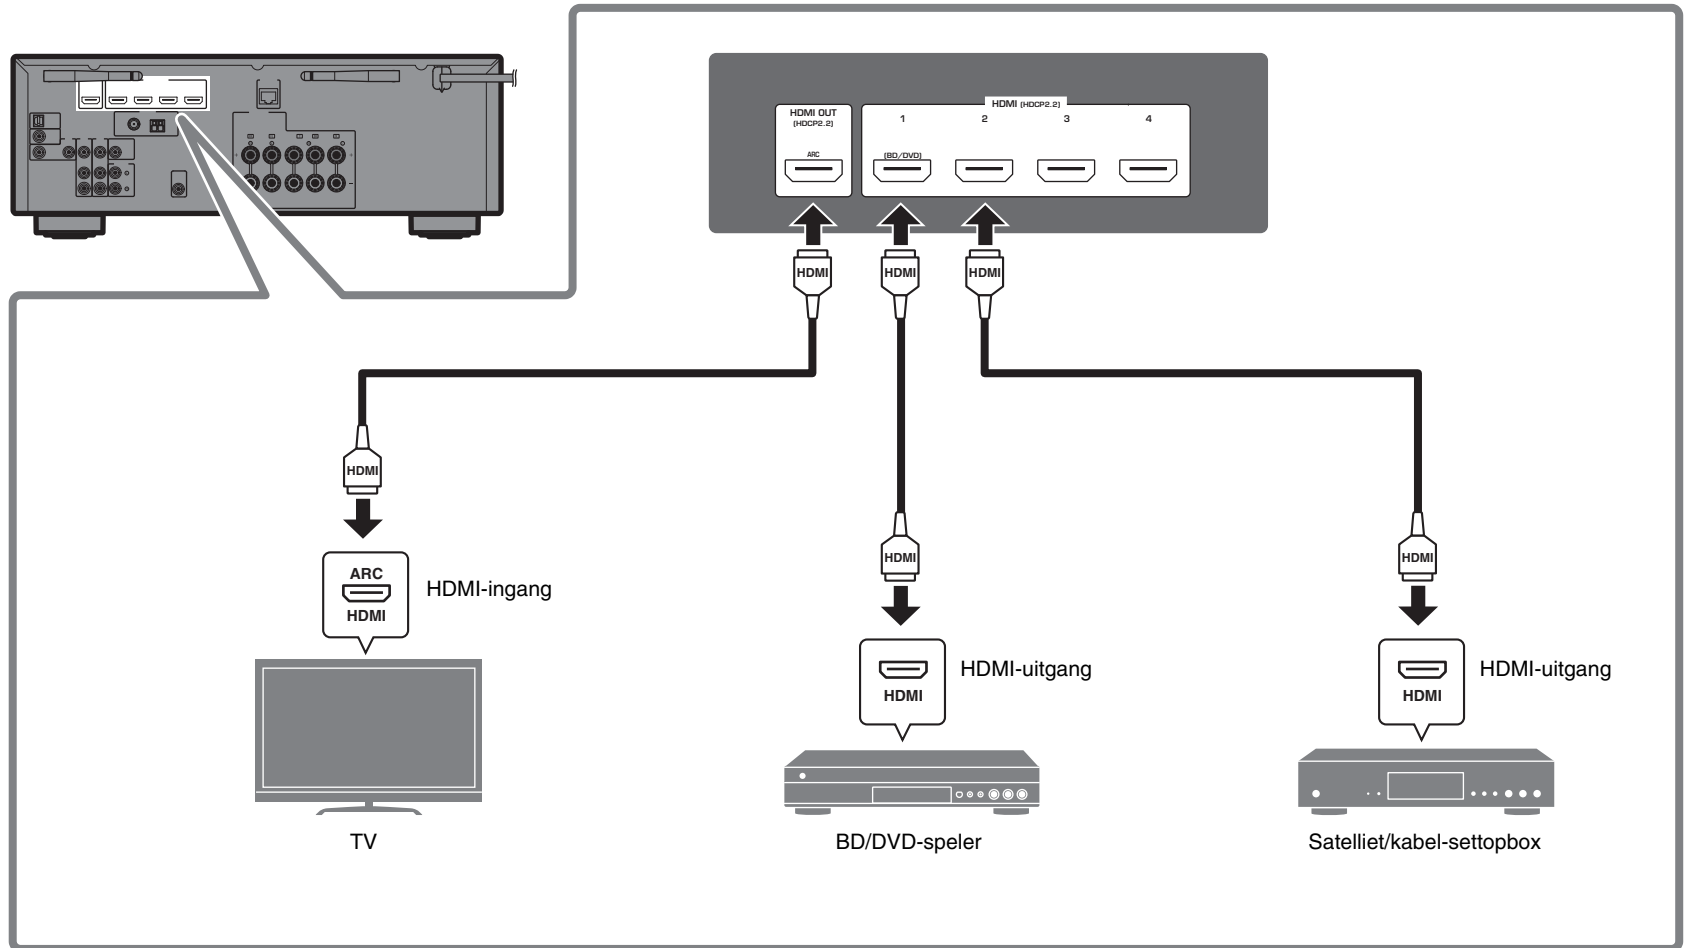 HDMI OUT
(HDCP2.2)
ARC
HDMI (HDCP2.2)
1 2 3 4
(BD/DVD)
HDMI HDMI HDMI
HDMI
HDMI HDMI
ARC
HDMI
HDMI-ingang
HDMI
HDMI-uitgang
HDMI
HDMI-uitgang
TV
BD/DVD-speler
Satelliet/kabel-settopbox